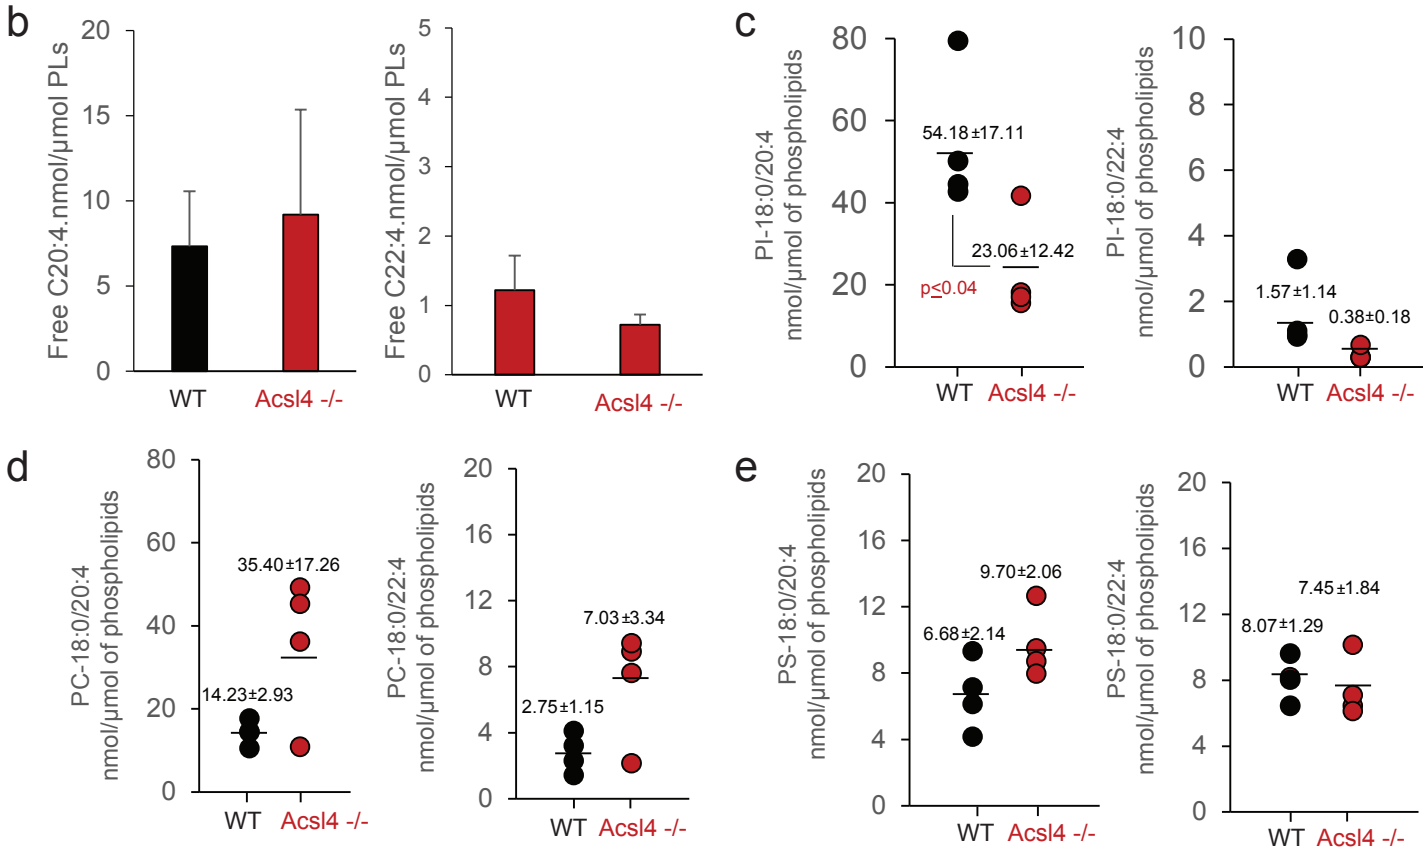 b
Free C20:4.nmol/μmol PLs
20
15
10
5
0
WT
Acsl4 -/-
Free C22:4.nmol/μmol PLs
5
4
3
2
1
0
WT
Acsl4 -/-
c
PI-18:0/20:4
nmol/μmol of phospholipids
80
60
40
20
0
54.18±17.11
23.06±12.42
p≤0.04
WT
Acsl4 -/-
PI-18:0/22:4
nmol/μmol of phospholipids
10
8
6
4
2
0
1.57±1.14
0.38±0.18
WT
Acsl4 -/-
d
PC-18:0/20:4
nmol/μmol of phospholipids
80
60
40
20
0
35.40±17.26
14.23±2.93
WT
Acsl4 -/-
PC-18:0/22:4
nmol/μmol of phospholipids
20
16
12
8
4
0
7.03±3.34
2.75±1.15
WT
Acsl4 -/-
e
PS-18:0/20:4
nmol/μmol of phospholipids
20
16
12
8
4
0
9.70±2.06
6.68±2.14
WT
Acsl4 -/-
PS-18:0/22:4
nmol/μmol of phospholipids
20
16
12
8
4
0
7.45±1.84
8.07±1.29
WT
Acsl4 -/-